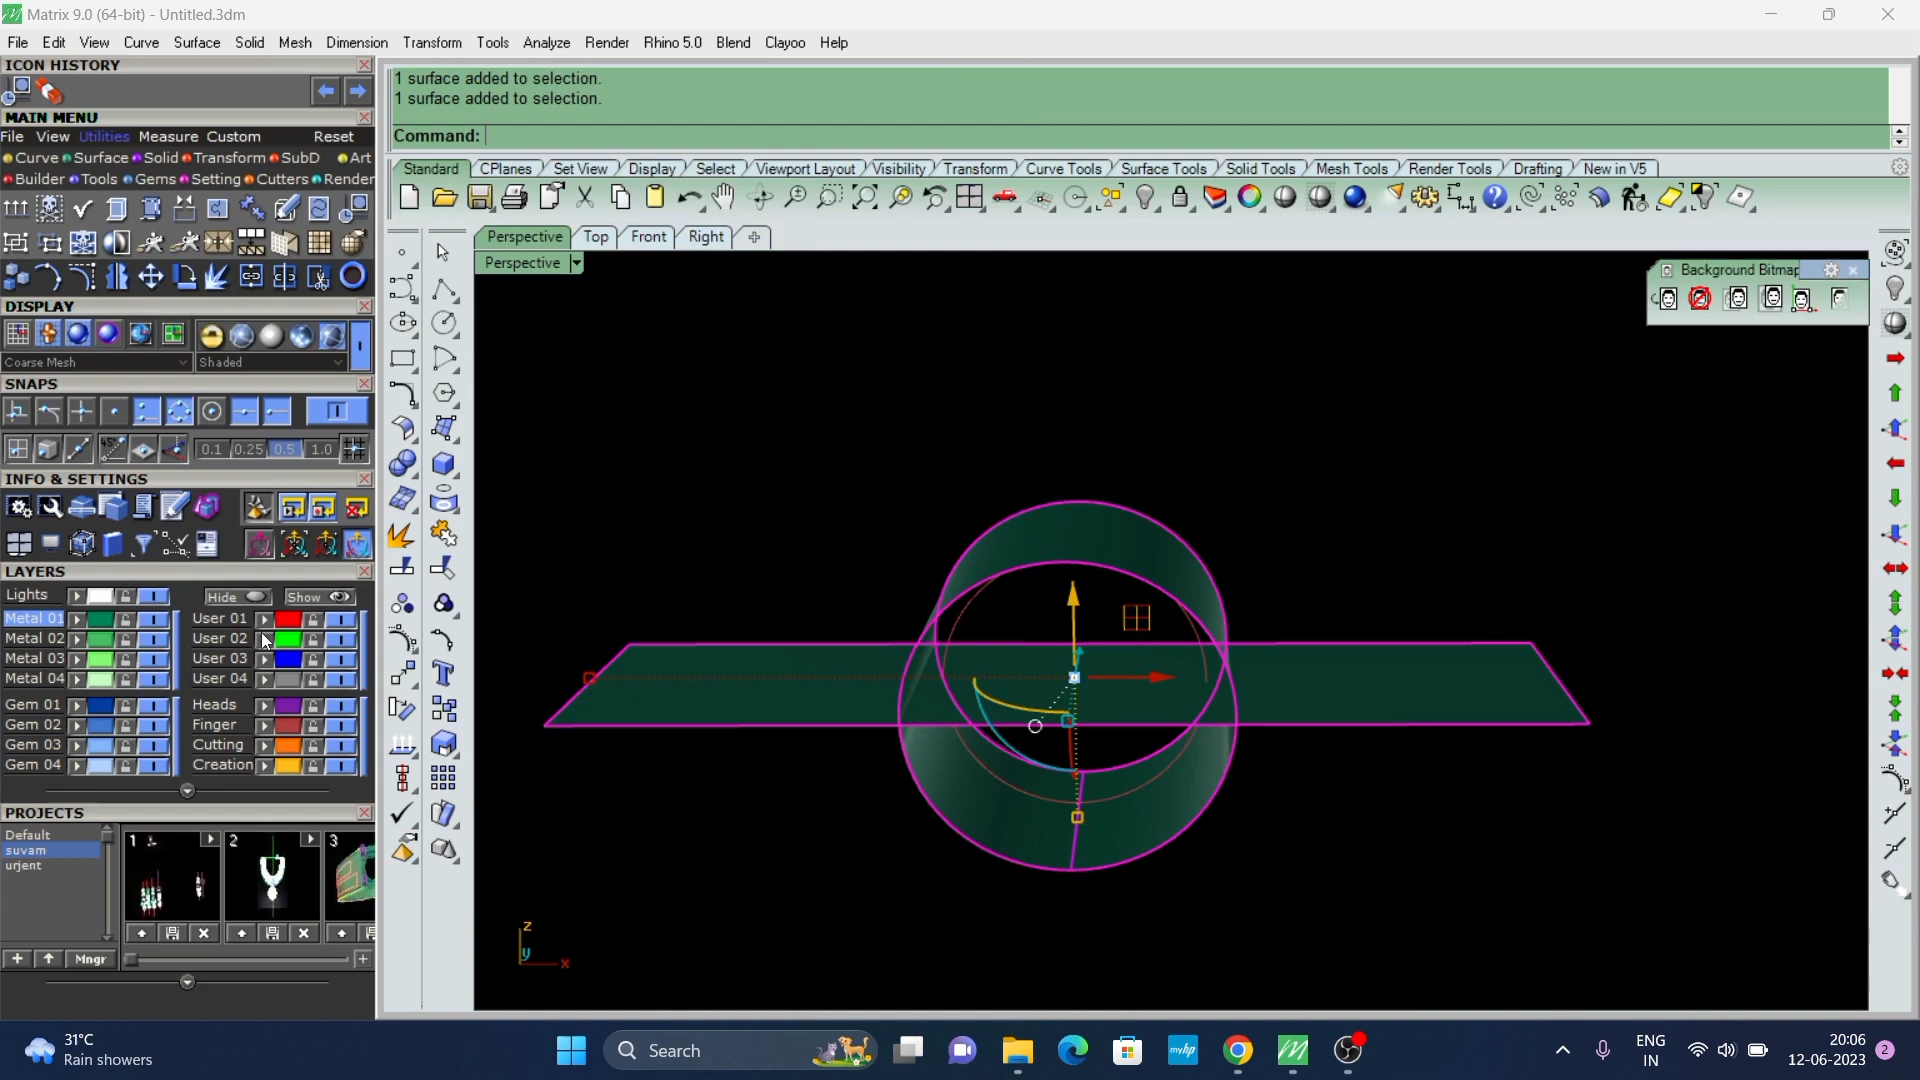 Matrix 9.0 (64-bit) - Untitled.3dm
File Edit View Curve Surface Solid Mesh Dimension Transform Tools Analyze Render Rhino 5.0 Blend Clayoo Help
ICON HISTORY
1 surface added to selection.
1 surface added to selection.
Command:
MAIN MENU
File View Utilities Measure Custom Reset
Curve Surface Solid Transform SubD Art
Builder Tools Gems Setting Cutters Render
Standard CPlanes Set View Display Select Viewport Layout Visibility Transform Curve Tools Surface Tools Solid Tools Mesh Tools Render Tools Drafting New in V5
Perspective Top Front Right
Perspective
Background Bitmap
DISPLAY
Coarse Mesh Shaded
SNAPS
45°
0.1 0.25 0.5 1.0
INFO & SETTINGS
LAYERS
Lights Hide Show
Metal 01 User 01
Metal 02 User 02
Metal 03 User 03
Metal 04 User 04
Gem 01 Heads
Gem 02 Finger
Gem 03 Cutting
Gem 04 Creation
PROJECTS
Default
suvam
urjent
1 2 3
Mngr
z
y x
31°C
Rain showers
Search
myhp
ENG
IN
20:06
12-06-2023
2